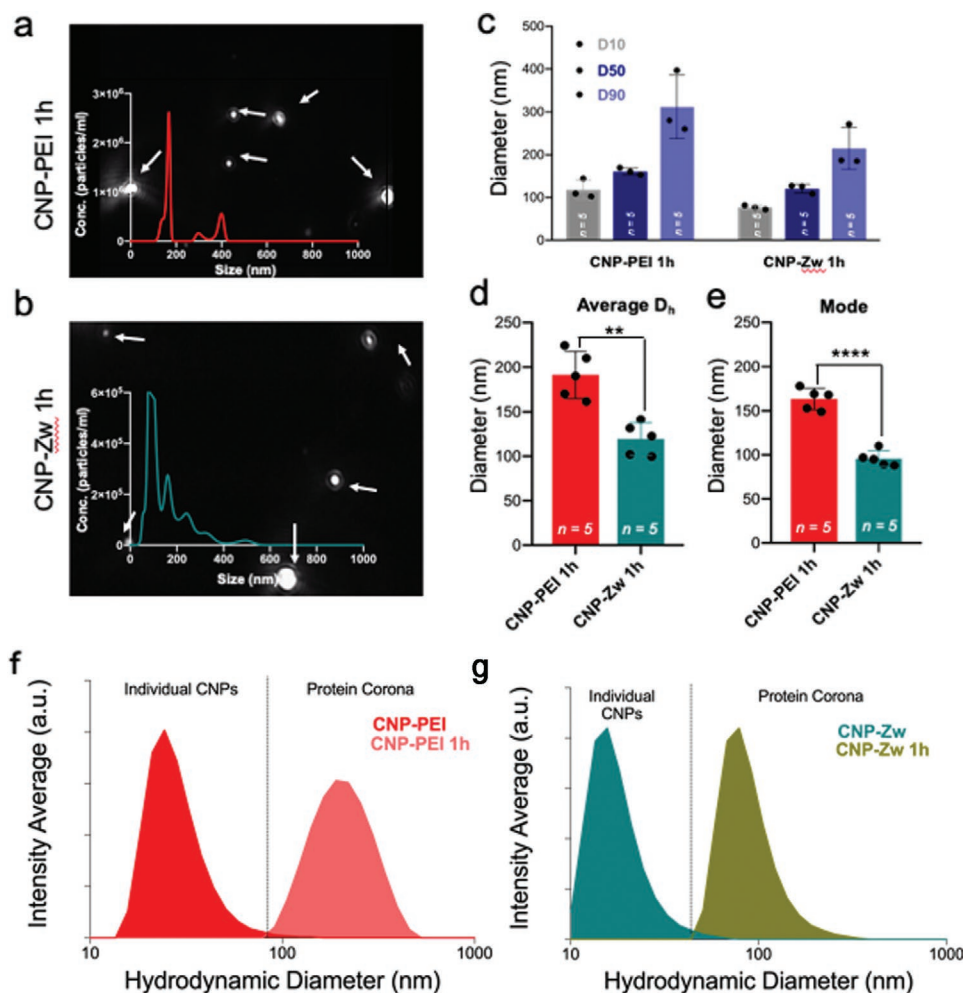 a
CNP-PEI 1h
Conc. (particles/ml)
3×10⁶
2×10⁶
1×10⁶
0
0 200 400 600 800 1000
Size (nm)
b
CNP-Zw 1h
Conc. (particles/ml)
6×10⁵
4×10⁵
2×10⁵
0
0 200 400 600 800 1000
Size (nm)
c
Diameter (nm)
500
400
300
200
100
0
D10
D50
D90
n = 5 n = 5 n = 5 n = 5 n = 5 n = 5
CNP-PEI 1h CNP-Zw 1h
d
Average Dₕ
**
Diameter (nm)
250
200
150
100
50
0
n = 5 n = 5
CNP-PEI 1h CNP-Zw 1h
e
Mode
****
Diameter (nm)
250
200
150
100
50
0
n = 5 n = 5
CNP-PEI 1h CNP-Zw 1h
f
Individual CNPs Protein Corona
CNP-PEI
CNP-PEI 1h
Intensity Average (a.u.)
10 100 1000
Hydrodynamic Diameter (nm)
g
Individual
CNPs
Protein Corona
CNP-Zw
CNP-Zw 1h
Intensity Average (a.u.)
10 100 1000
Hydrodynamic Diameter (nm)